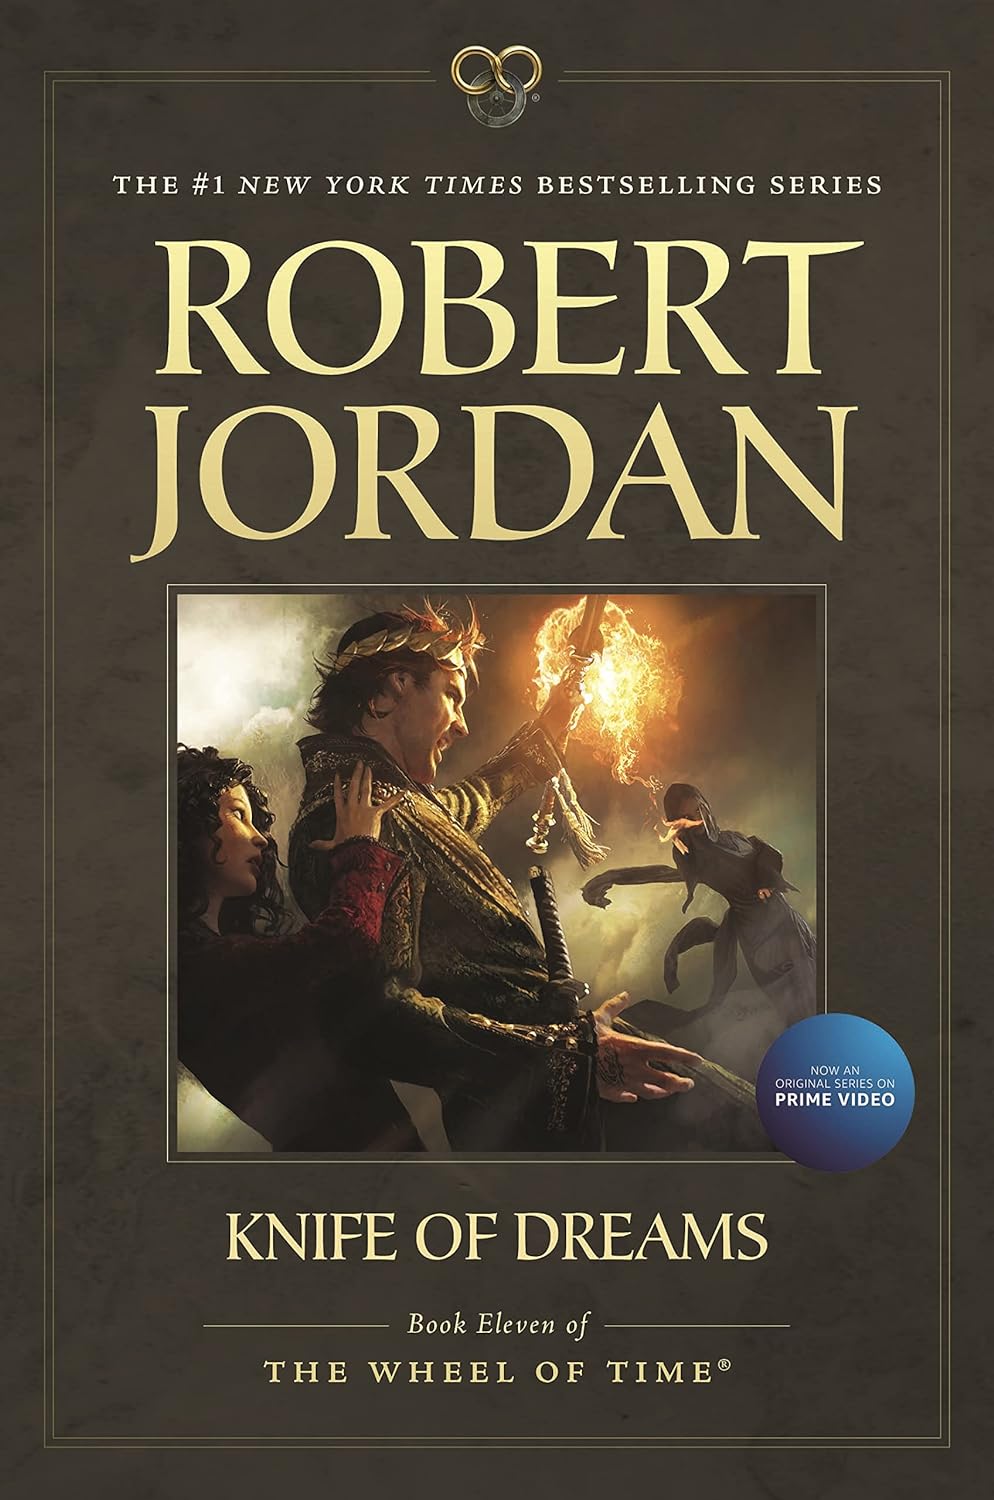 THE #1 NEW YORK TIMES BESTSELLING SERIES
ROBERT
JORDAN
NOW AN
ORIGINAL SERIES ON
PRIME VIDEO
KNIFE OF DREAMS
Book Eleven of
THE WHEEL OF TIME®